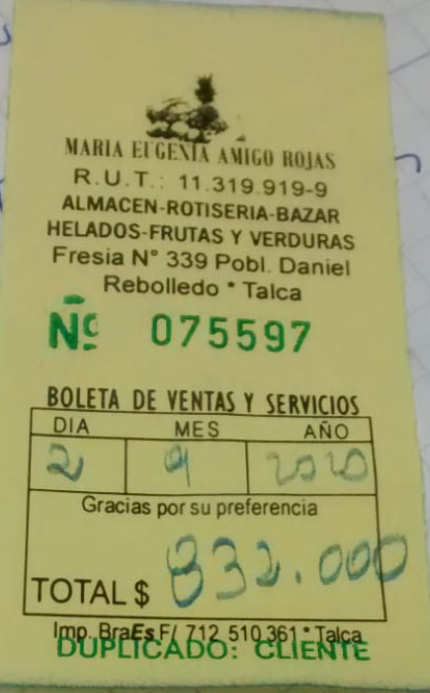 MARIA EUGENIA AMIGO ROJAS
R.U.T.: 11.319.919-9
ALMACEN-ROTISERIA-BAZAR
HELADOS-FRUTAS Y VERDURAS
Fresia N° 339 Pobl. Daniel
Rebolledo * Talca
Nº 075597
BOLETA DE VENTAS Y SERVICIOS
DIA MES AÑO
2 9 2020
Gracias por su preferencia
TOTAL $ 832.000
Imp. BraEs F/ 712 510 361 * Talca
DUPLICADO: CLIENTE